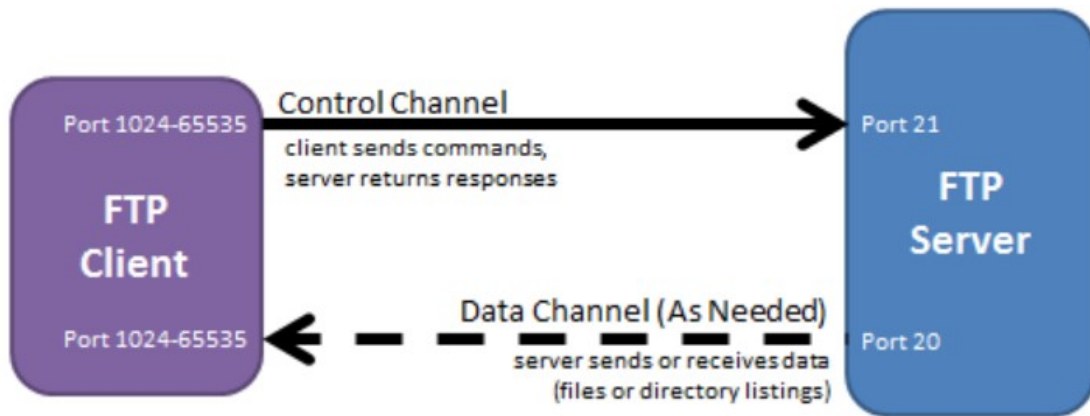 Control Channel
Port 1024-65535
Port 21
client sends commands,
server returns responses
FTP
Client
FTP
Server
Data Channel (As Needed)
Port 1024-65535
Port 20
server sends or receives data
(files or directory listings)